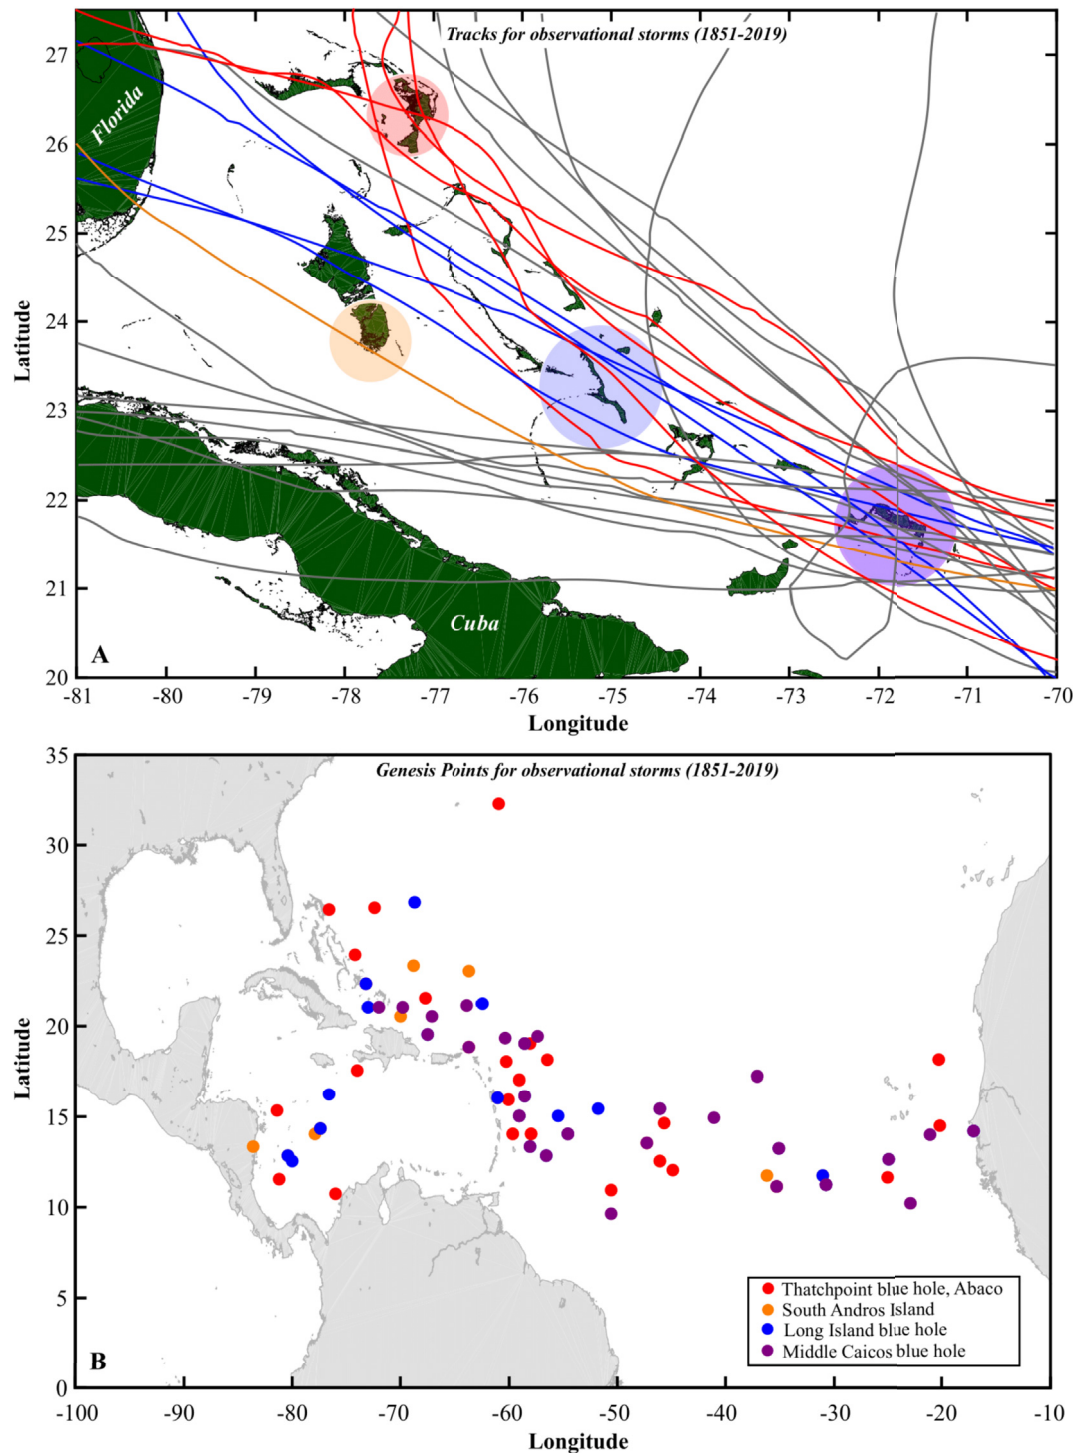 Tracks for observational storms (1851-2019)
27
26
25
24
23
22
21
20
Latitude
Florida
Cuba
A
-81
-80
-79
-78
-77
-76
-75
-74
-73
-72
-71
-70
Longitude
Genesis Points for observational storms (1851-2019)
35
30
25
20
15
10
5
0
Latitude
Thatchpoint blue hole, Abaco
South Andros Island
Long Island blue hole
Middle Caicos blue hole
B
-100
-90
-80
-70
-60
-50
-40
-30
-20
-10
Longitude